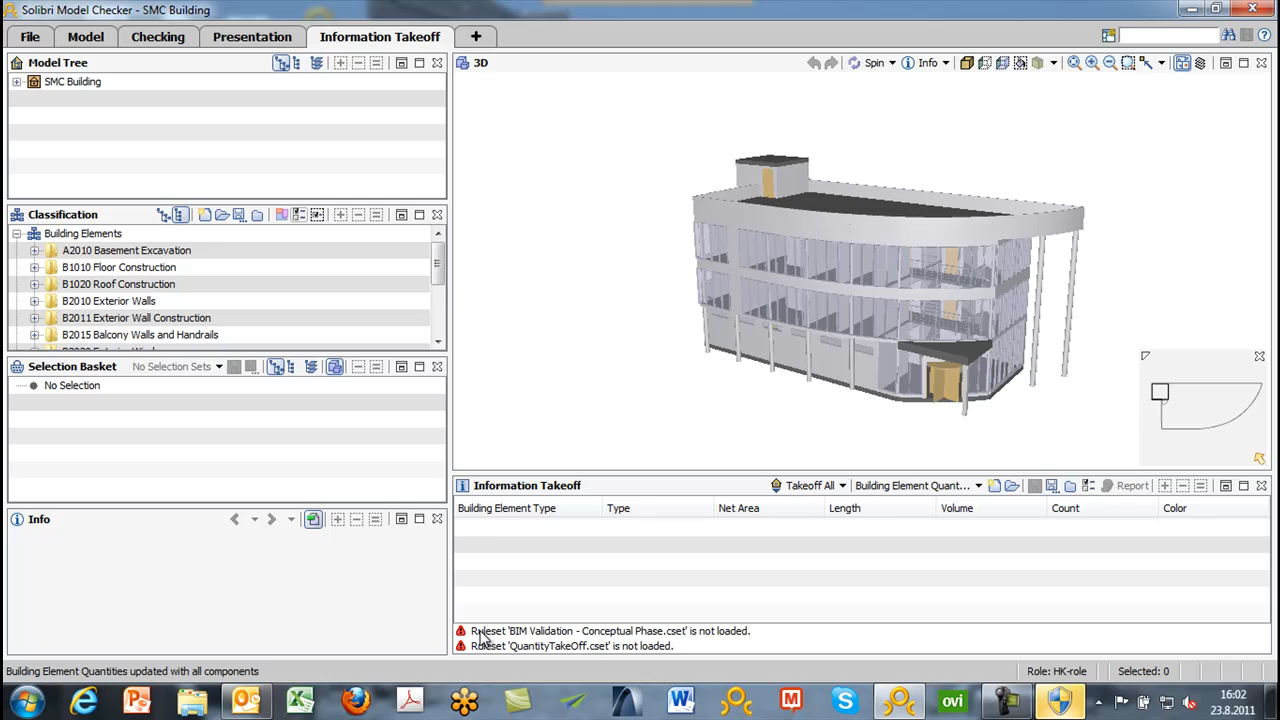 Solibri Model Checker - SMC Building
File Model Checking Presentation Information Takeoff
Model Tree
SMC Building
3D Spin Info
Classification
Building Elements
A2010 Basement Excavation
B1010 Floor Construction
B1020 Roof Construction
B2010 Exterior Walls
B2011 Exterior Wall Construction
B2015 Balcony Walls and Handrails
Selection Basket No Selection Sets
No Selection
Information Takeoff Takeoff All Building Element Quant... Report
Building Element Type Type Net Area Length Volume Count Color
Info
Ruleset 'BIM Validation - Conceptual Phase.cset' is not loaded.
Ruleset 'QuantityTakeOff.cset' is not loaded.
Building Element Quantities updated with all components Role: HK-role Selected: 0
ovi
16:02
23.8.2011